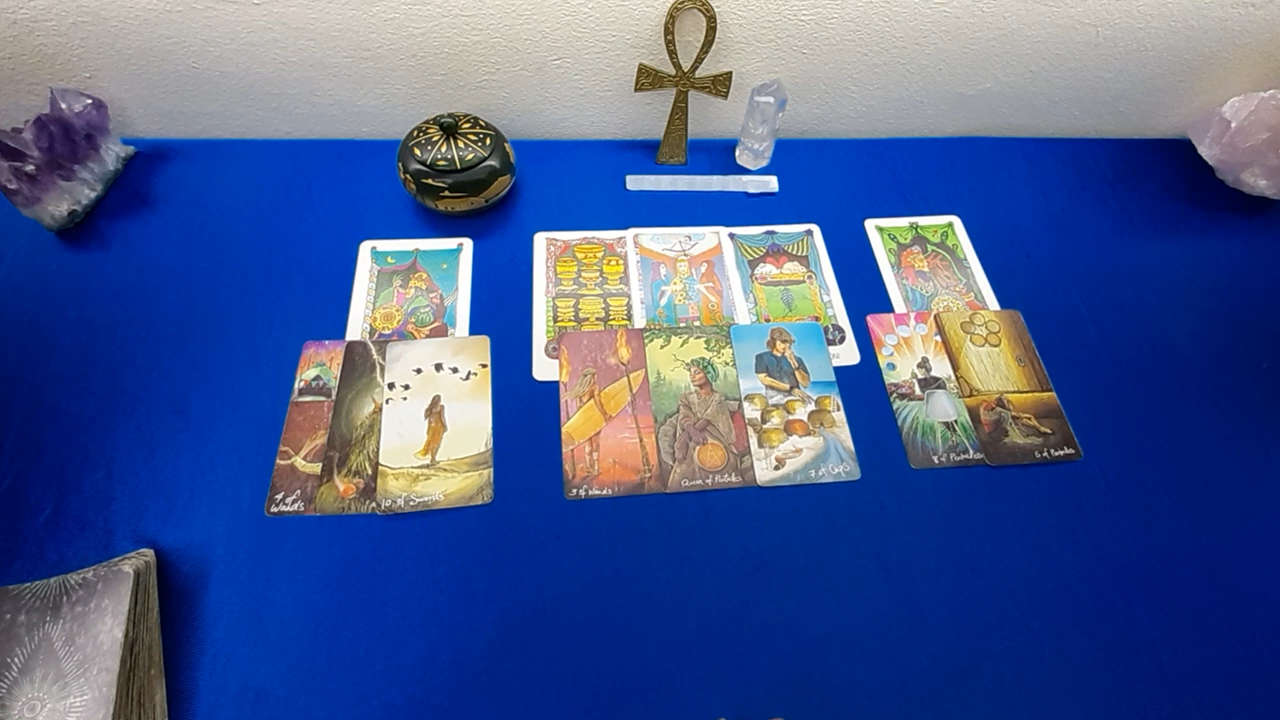 4 of
Wands
10 of Swords
3 of Wands
Queen of Pentacles
7 of Cups
8 of Pentacles
5 of Pentacles